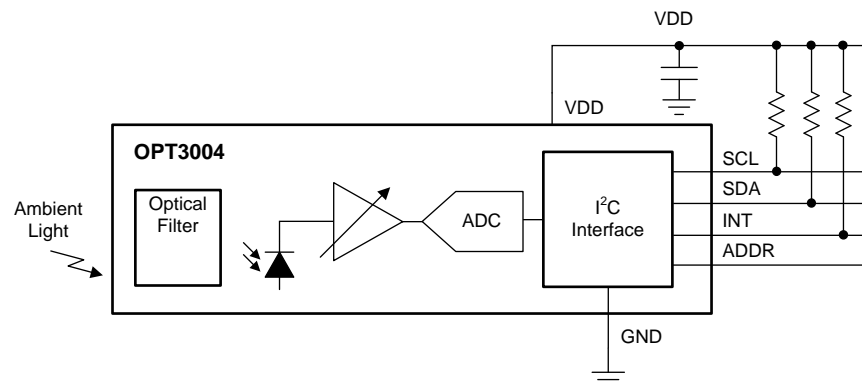 VDD
VDD
OPT3004
Ambient
Light
Optical
Filter
ADC
I²C
Interface
SCL
SDA
INT
ADDR
GND